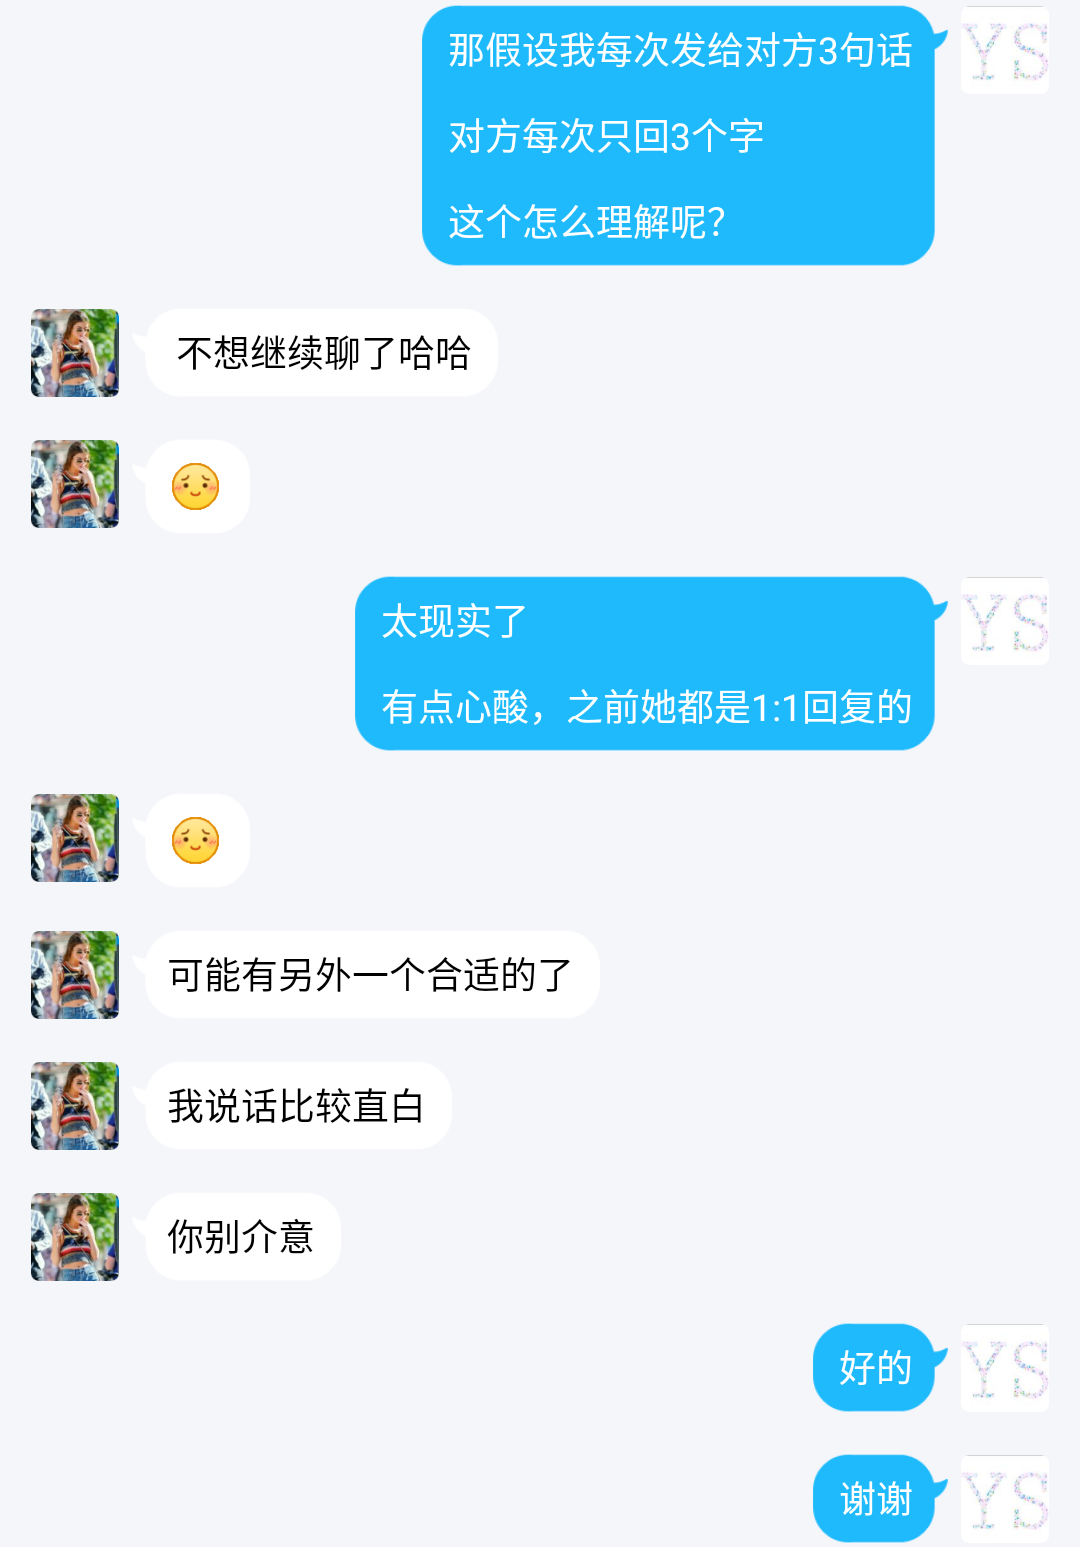 那假设我每次发给对方3句话
YS
对方每次只回3个字
这个怎么理解呢？
不想继续聊了哈哈
太现实了
YS
有点心酸，之前她都是1:1回复的
可能有另外一个合适的了
我说话比较直白
你别介意
好的
YS
谢谢
YS